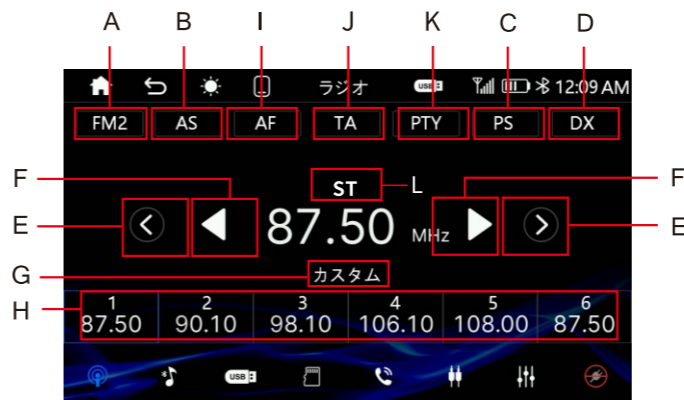 A B I J K C D
ラジオ USB 12:09 AM
FM2 AS AF TA PTY PS DX
F ST L F
E 87.50 MHz E
G カスタム
H 1 2 3 4 5 6
87.50 90.10 98.10 106.10 108.00 87.50
USB